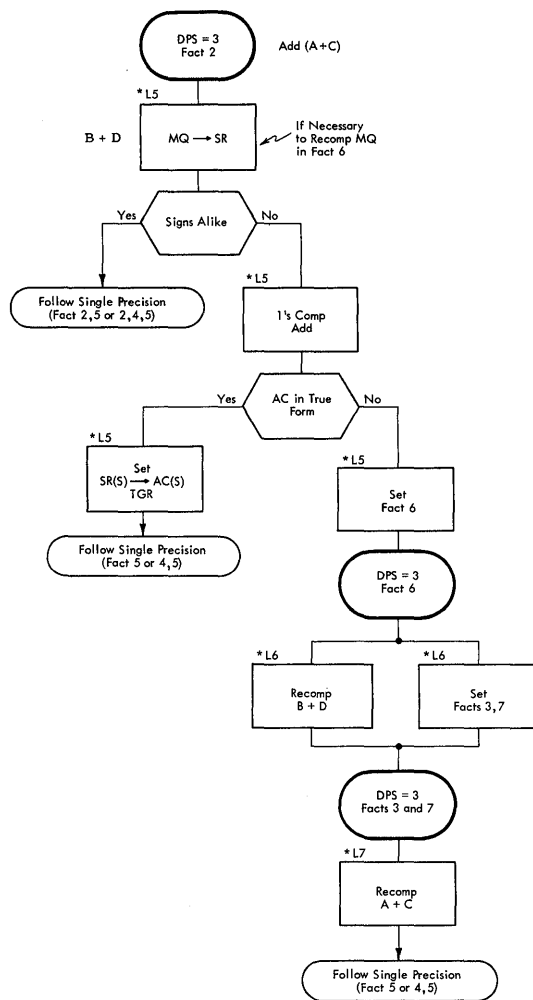 DPS = 3
Fact 2
Add (A+C)
* L5
B + D
MQ → SR
If Necessary
to Recomp MQ
in Fact 6
Yes
Signs Alike
No
Follow Single Precision
(Fact 2,5 or 2,4,5)
* L5
1's Comp
Add
Yes
AC in True
Form
No
* L5
Set
SR(S) → AC(S)
TGR
* L5
Set
Fact 6
Follow Single Precision
(Fact 5 or 4,5)
DPS = 3
Fact 6
* L6
Recomp
B + D
* L6
Set
Facts 3,7
DPS = 3
Facts 3 and 7
* L7
Recomp
A + C
Follow Single Precision
(Fact 5 or 4,5)